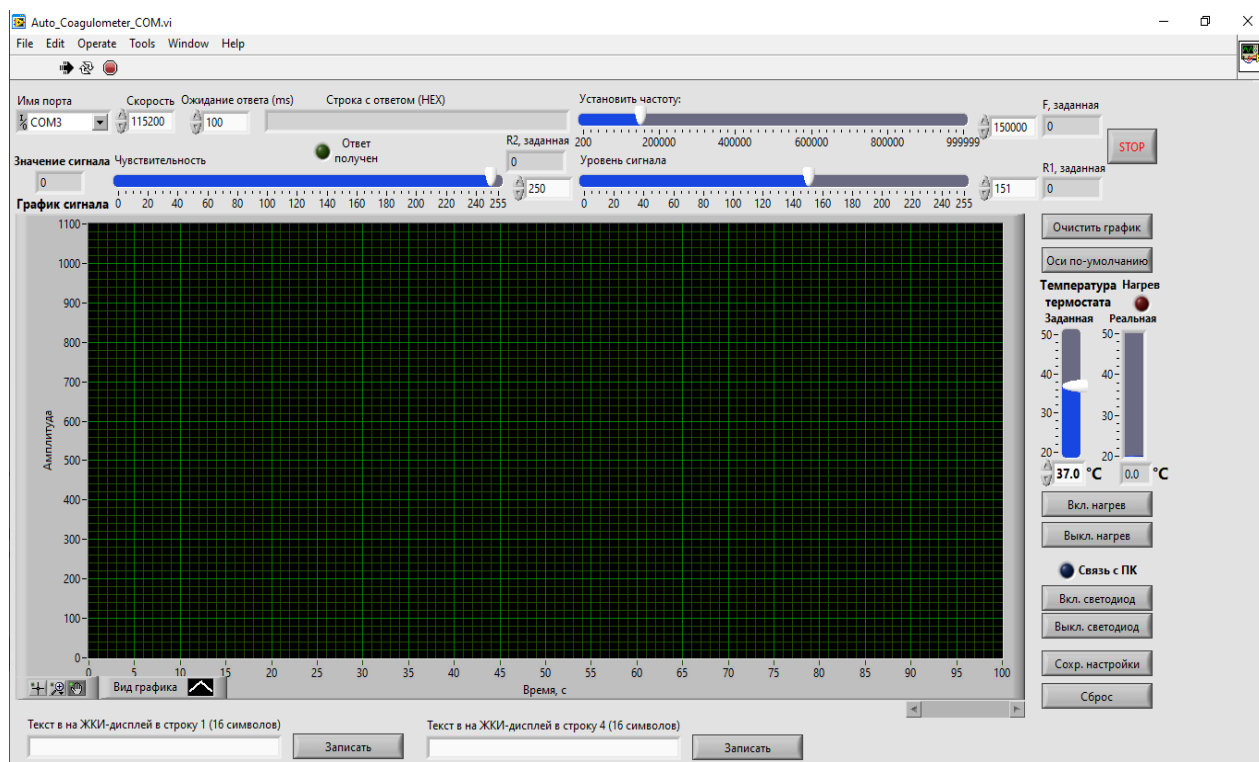 Auto_Coagulometer_COM.vi
File Edit Operate Tools Window Help
Имя порта Скорость Ожидание ответа (ms) Строка с ответом (HEX) Установить частоту: F, заданная
COM3 115200 100 150000 0
200 200000 400000 600000 800000 999999
Ответ получен
R2, заданная
0
STOP
Значение сигнала Чувствительность Уровень сигнала R1, заданная
0 250 151 0
График сигнала 0 20 40 60 80 100 120 140 160 180 200 220 240 255 0 20 40 60 80 100 120 140 160 180 200 220 240 255
1100
1000
900
800
700
600
500
400
300
200
100
0
Амплитуда
0 5 10 15 20 25 30 35 40 45 50 55 60 65 70 75 80 85 90 95 100
Время, с
Вид графика
Очистить график
Оси по-умолчанию
Температура Нагрев
термостата
Заданная Реальная
50 50
40 40
30 30
20 20
37.0 °C 0.0 °C
Вкл. нагрев
Выкл. нагрев
Связь с ПК
Вкл. светодиод
Выкл. светодиод
Сохр. настройки
Сброс
Текст в на ЖКИ-дисплей в строку 1 (16 символов) Текст в на ЖКИ-дисплей в строку 4 (16 символов)
Записать Записать